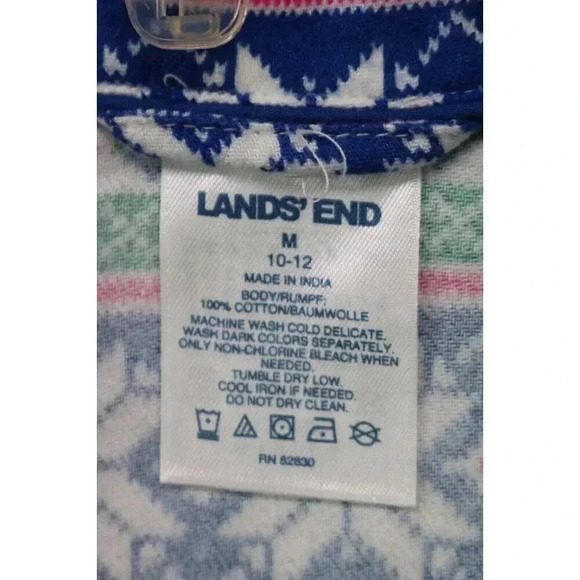 LANDS' END
M
10-12
MADE IN INDIA
BODY/RUMPF:
100% COTTON/BAUMWOLLE
MACHINE WASH COLD DELICATE.
WASH DARK COLORS SEPARATELY.
ONLY NON-CHLORINE BLEACH WHEN
NEEDED.
TUMBLE DRY LOW.
COOL IRON IF NEEDED.
DO NOT DRY CLEAN.
RN 82830